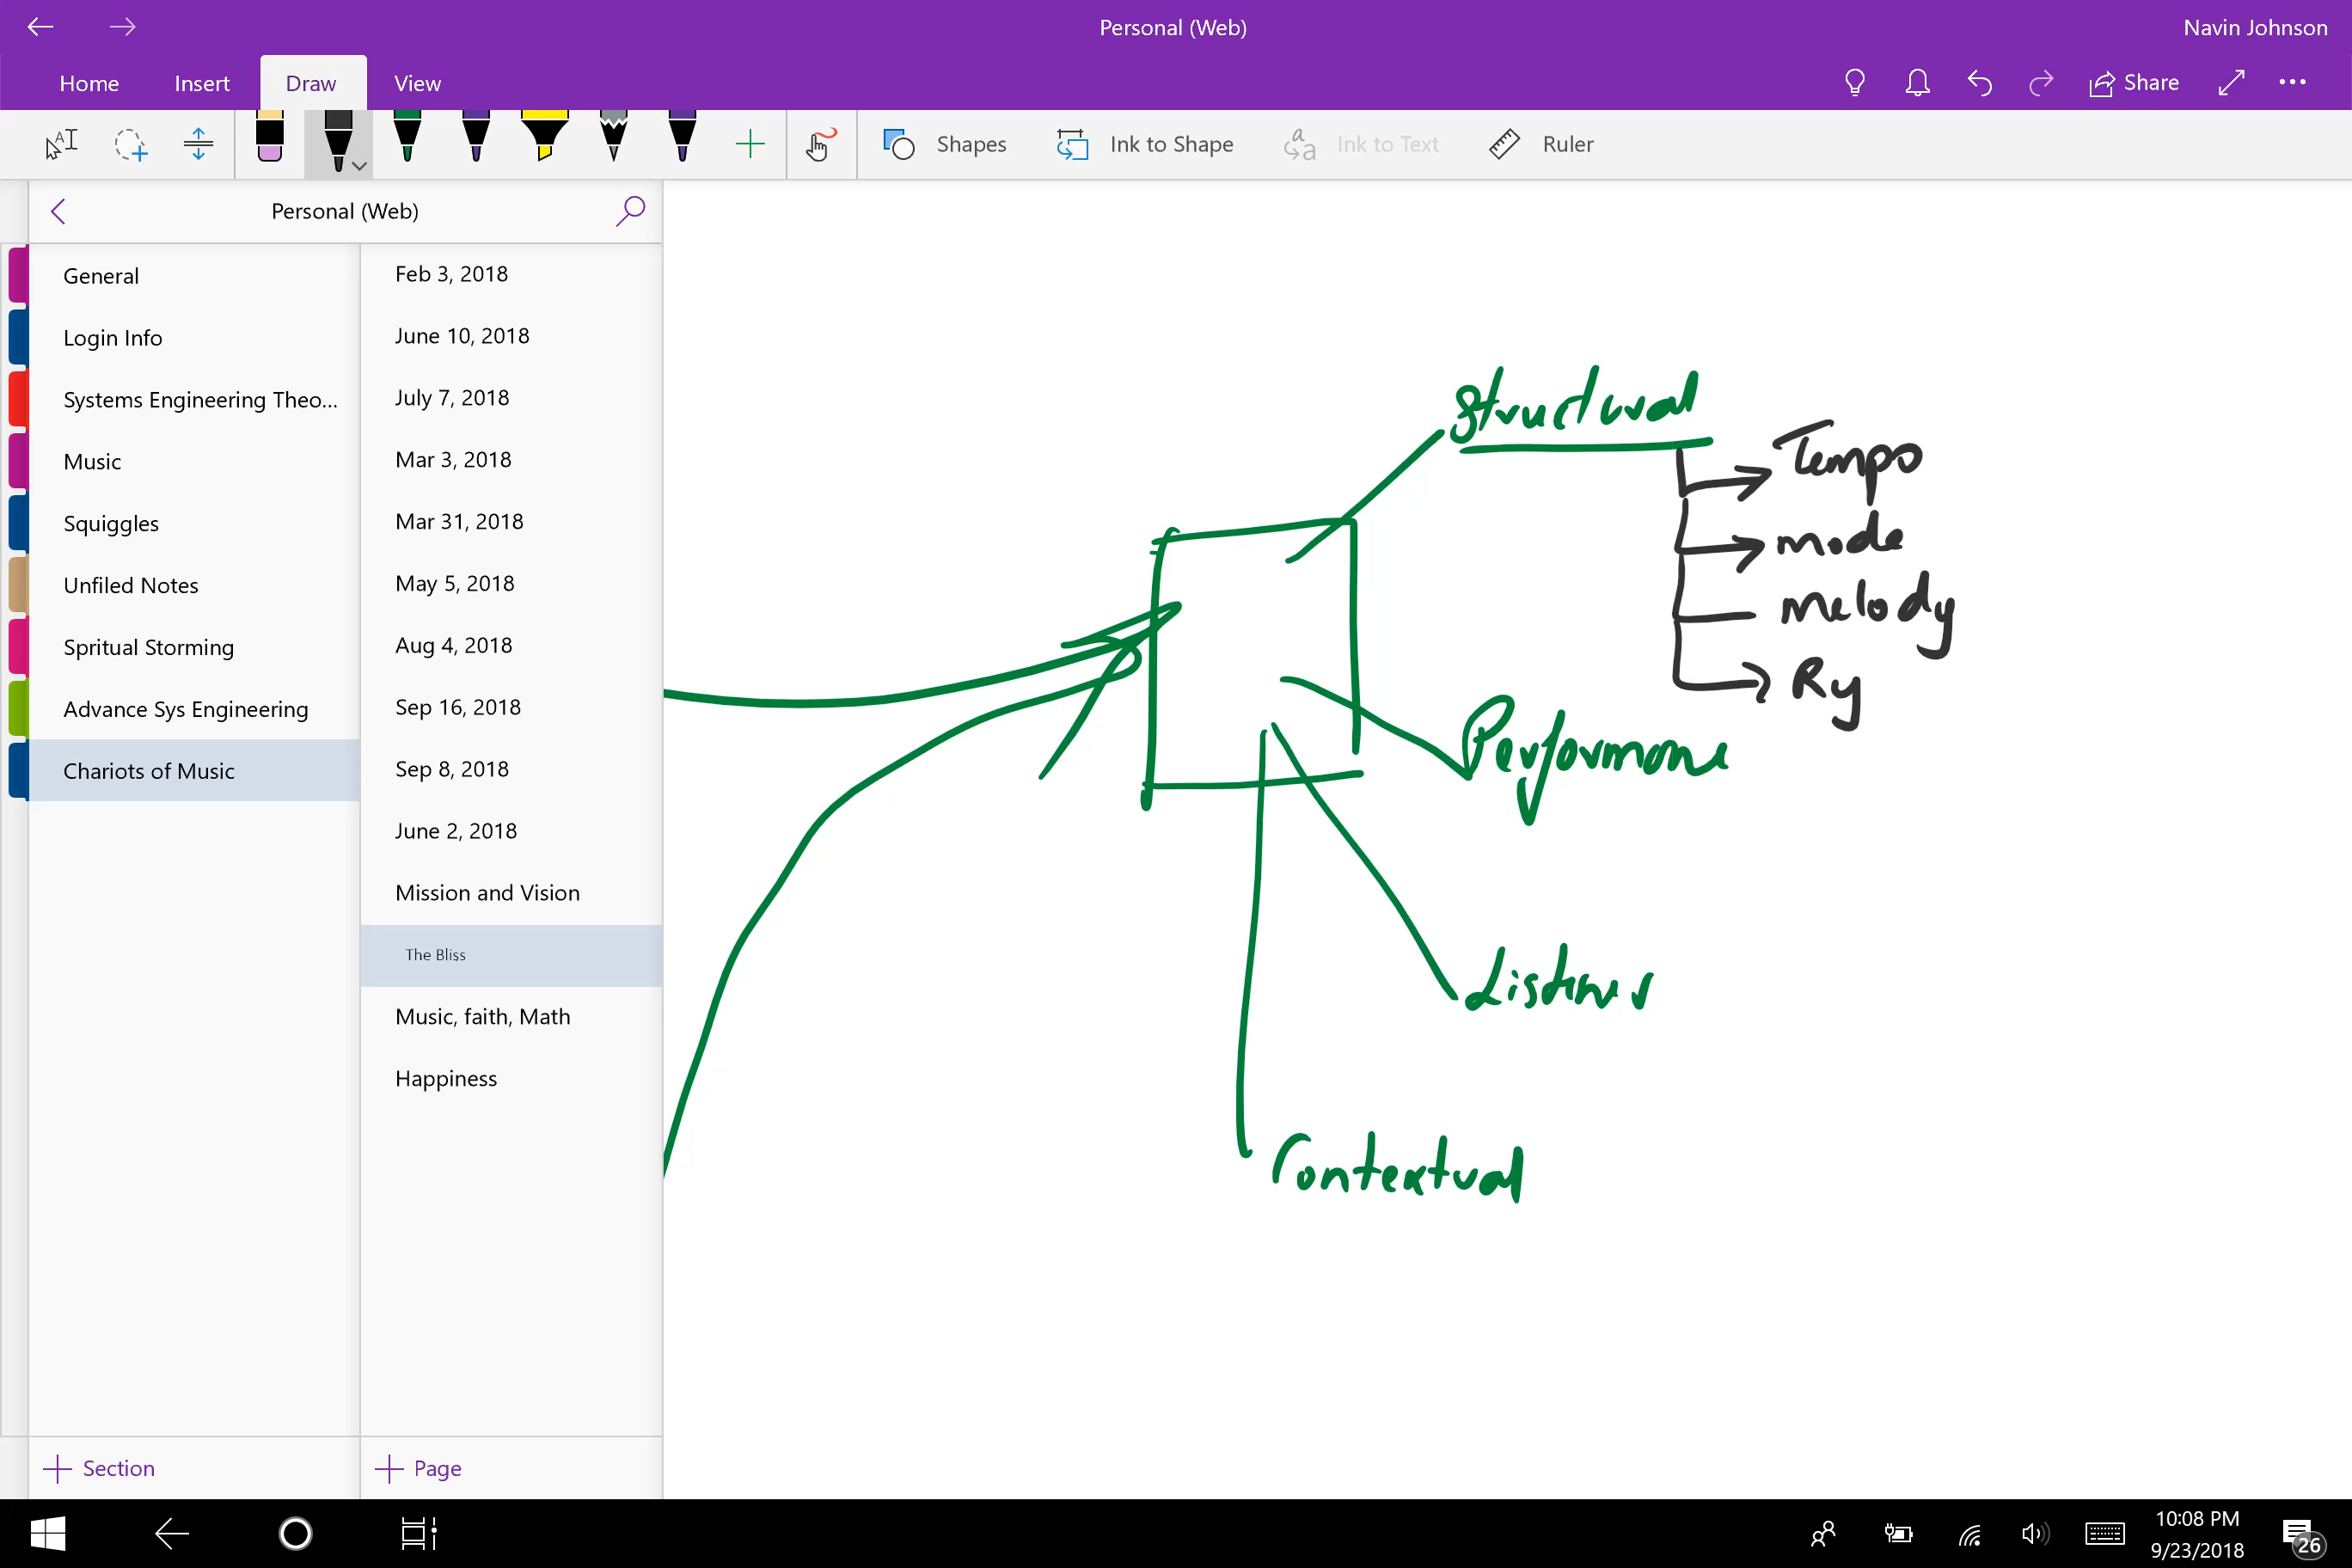 Personal (Web)
Navin Johnson
Home
Insert
Draw
View
Share
Shapes
Ink to Shape
Ink to Text
Ruler
Personal (Web)
General
Login Info
Systems Engineering Theo...
Music
Squiggles
Unfiled Notes
Spritual Storming
Advance Sys Engineering
Chariots of Music
Feb 3, 2018
June 10, 2018
July 7, 2018
Mar 3, 2018
Mar 31, 2018
May 5, 2018
Aug 4, 2018
Sep 16, 2018
Sep 8, 2018
June 2, 2018
Mission and Vision
The Bliss
Music, faith, Math
Happiness
Structural
Tempo
mode
melody
Ry
Listener
Contextual
Section
Page
10:08 PM
9/23/2018
26